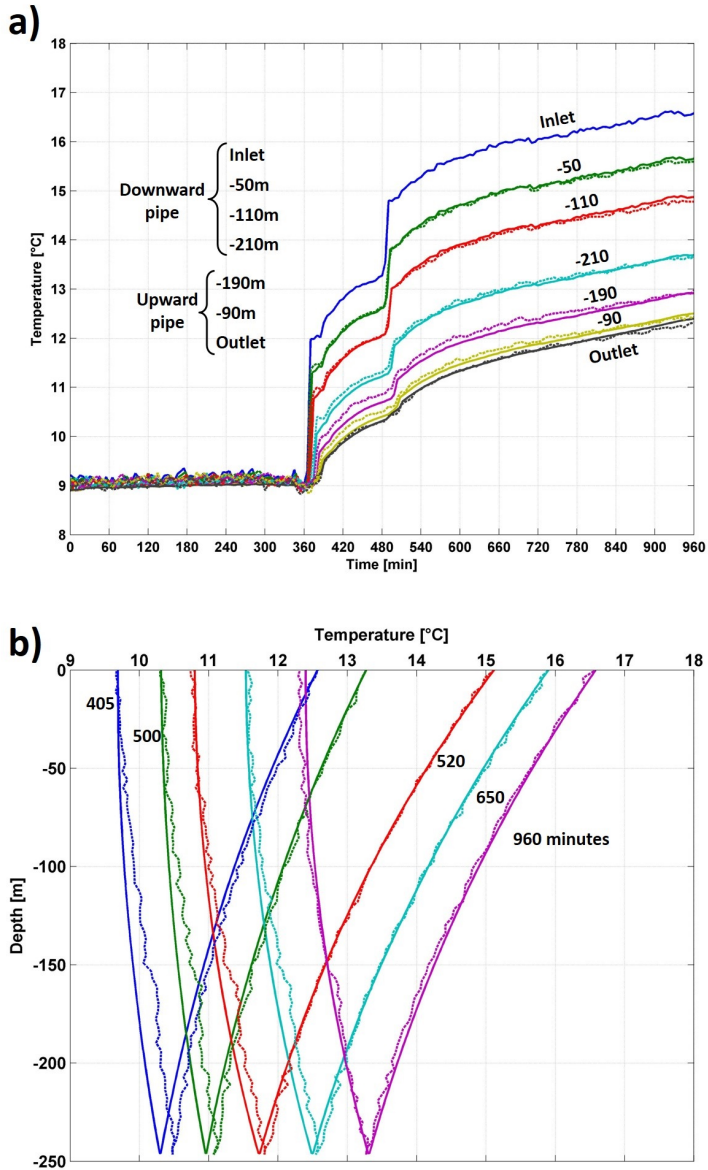 a)
18
17
16
15
14
13
12
11
10
9
8
Temperature [°C]
Downward pipe
Inlet
-50m
-110m
-210m
Upward pipe
-190m
-90m
Outlet
Inlet
-50
-110
-210
-190
-90
Outlet
0 60 120 180 240 300 360 420 480 540 600 660 720 780 840 900 960
Time [min]
b)
Temperature [°C]
9 10 11 12 13 14 15 16 17 18
0
-50
-100
-150
-200
-250
Depth [m]
405
500
520
650
960 minutes